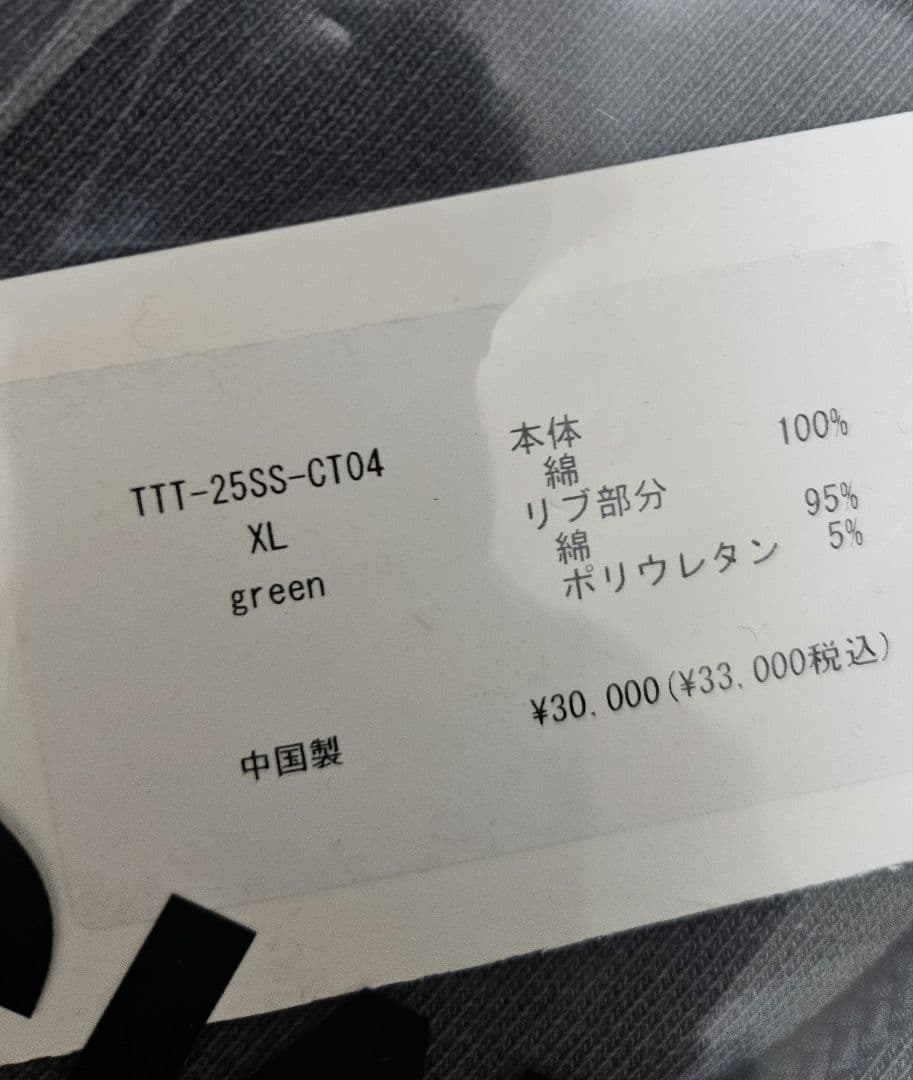 TTT-25SS-CT04
XL
green
中国製
本体 100%
綿
リブ部分
綿 95%
ポリウレタン 5%
¥30,000(¥33,000税込)